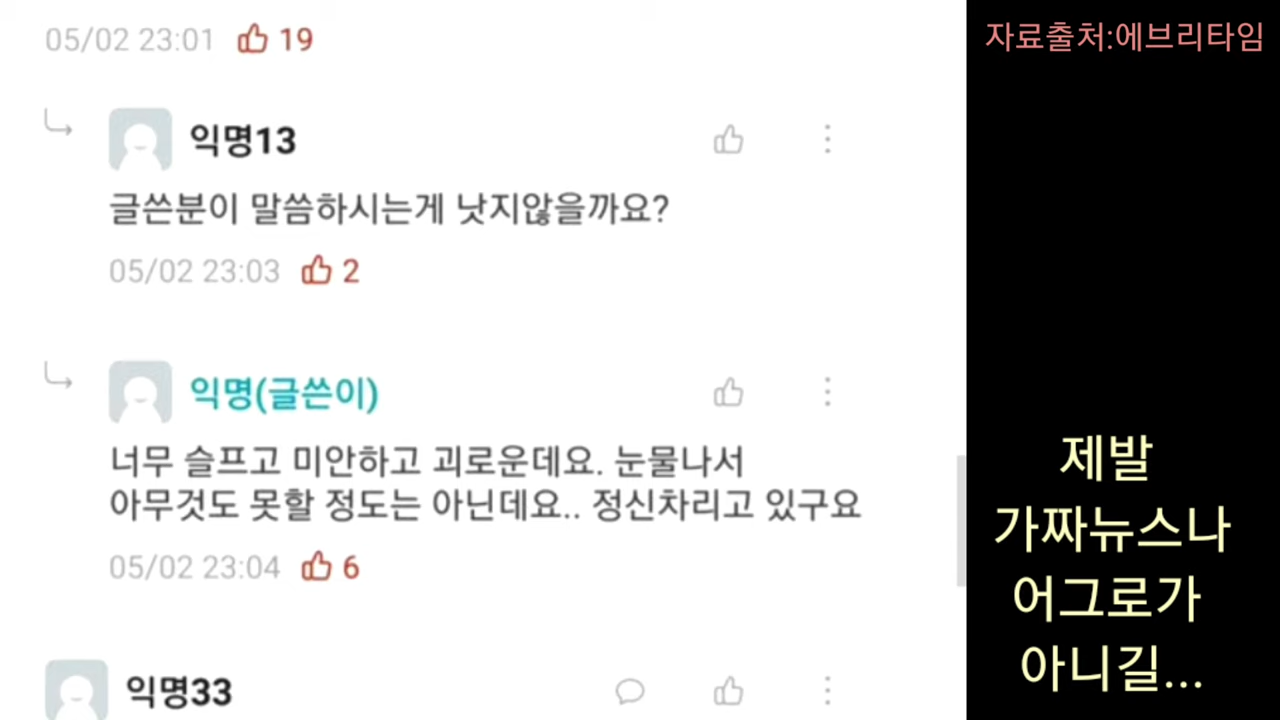 05/02 23:01 19
익명13
글쓴분이 말씀하시는게 낫지않을까요?
05/02 23:03 2
익명(글쓴이)
너무 슬프고 미안하고 괴로운데요. 눈물나서
아무것도 못할 정도는 아닌데요.. 정신차리고 있구요
05/02 23:04 6
익명33
자료출처:에브리타임
제발
가짜뉴스나
어그로가
아니길...